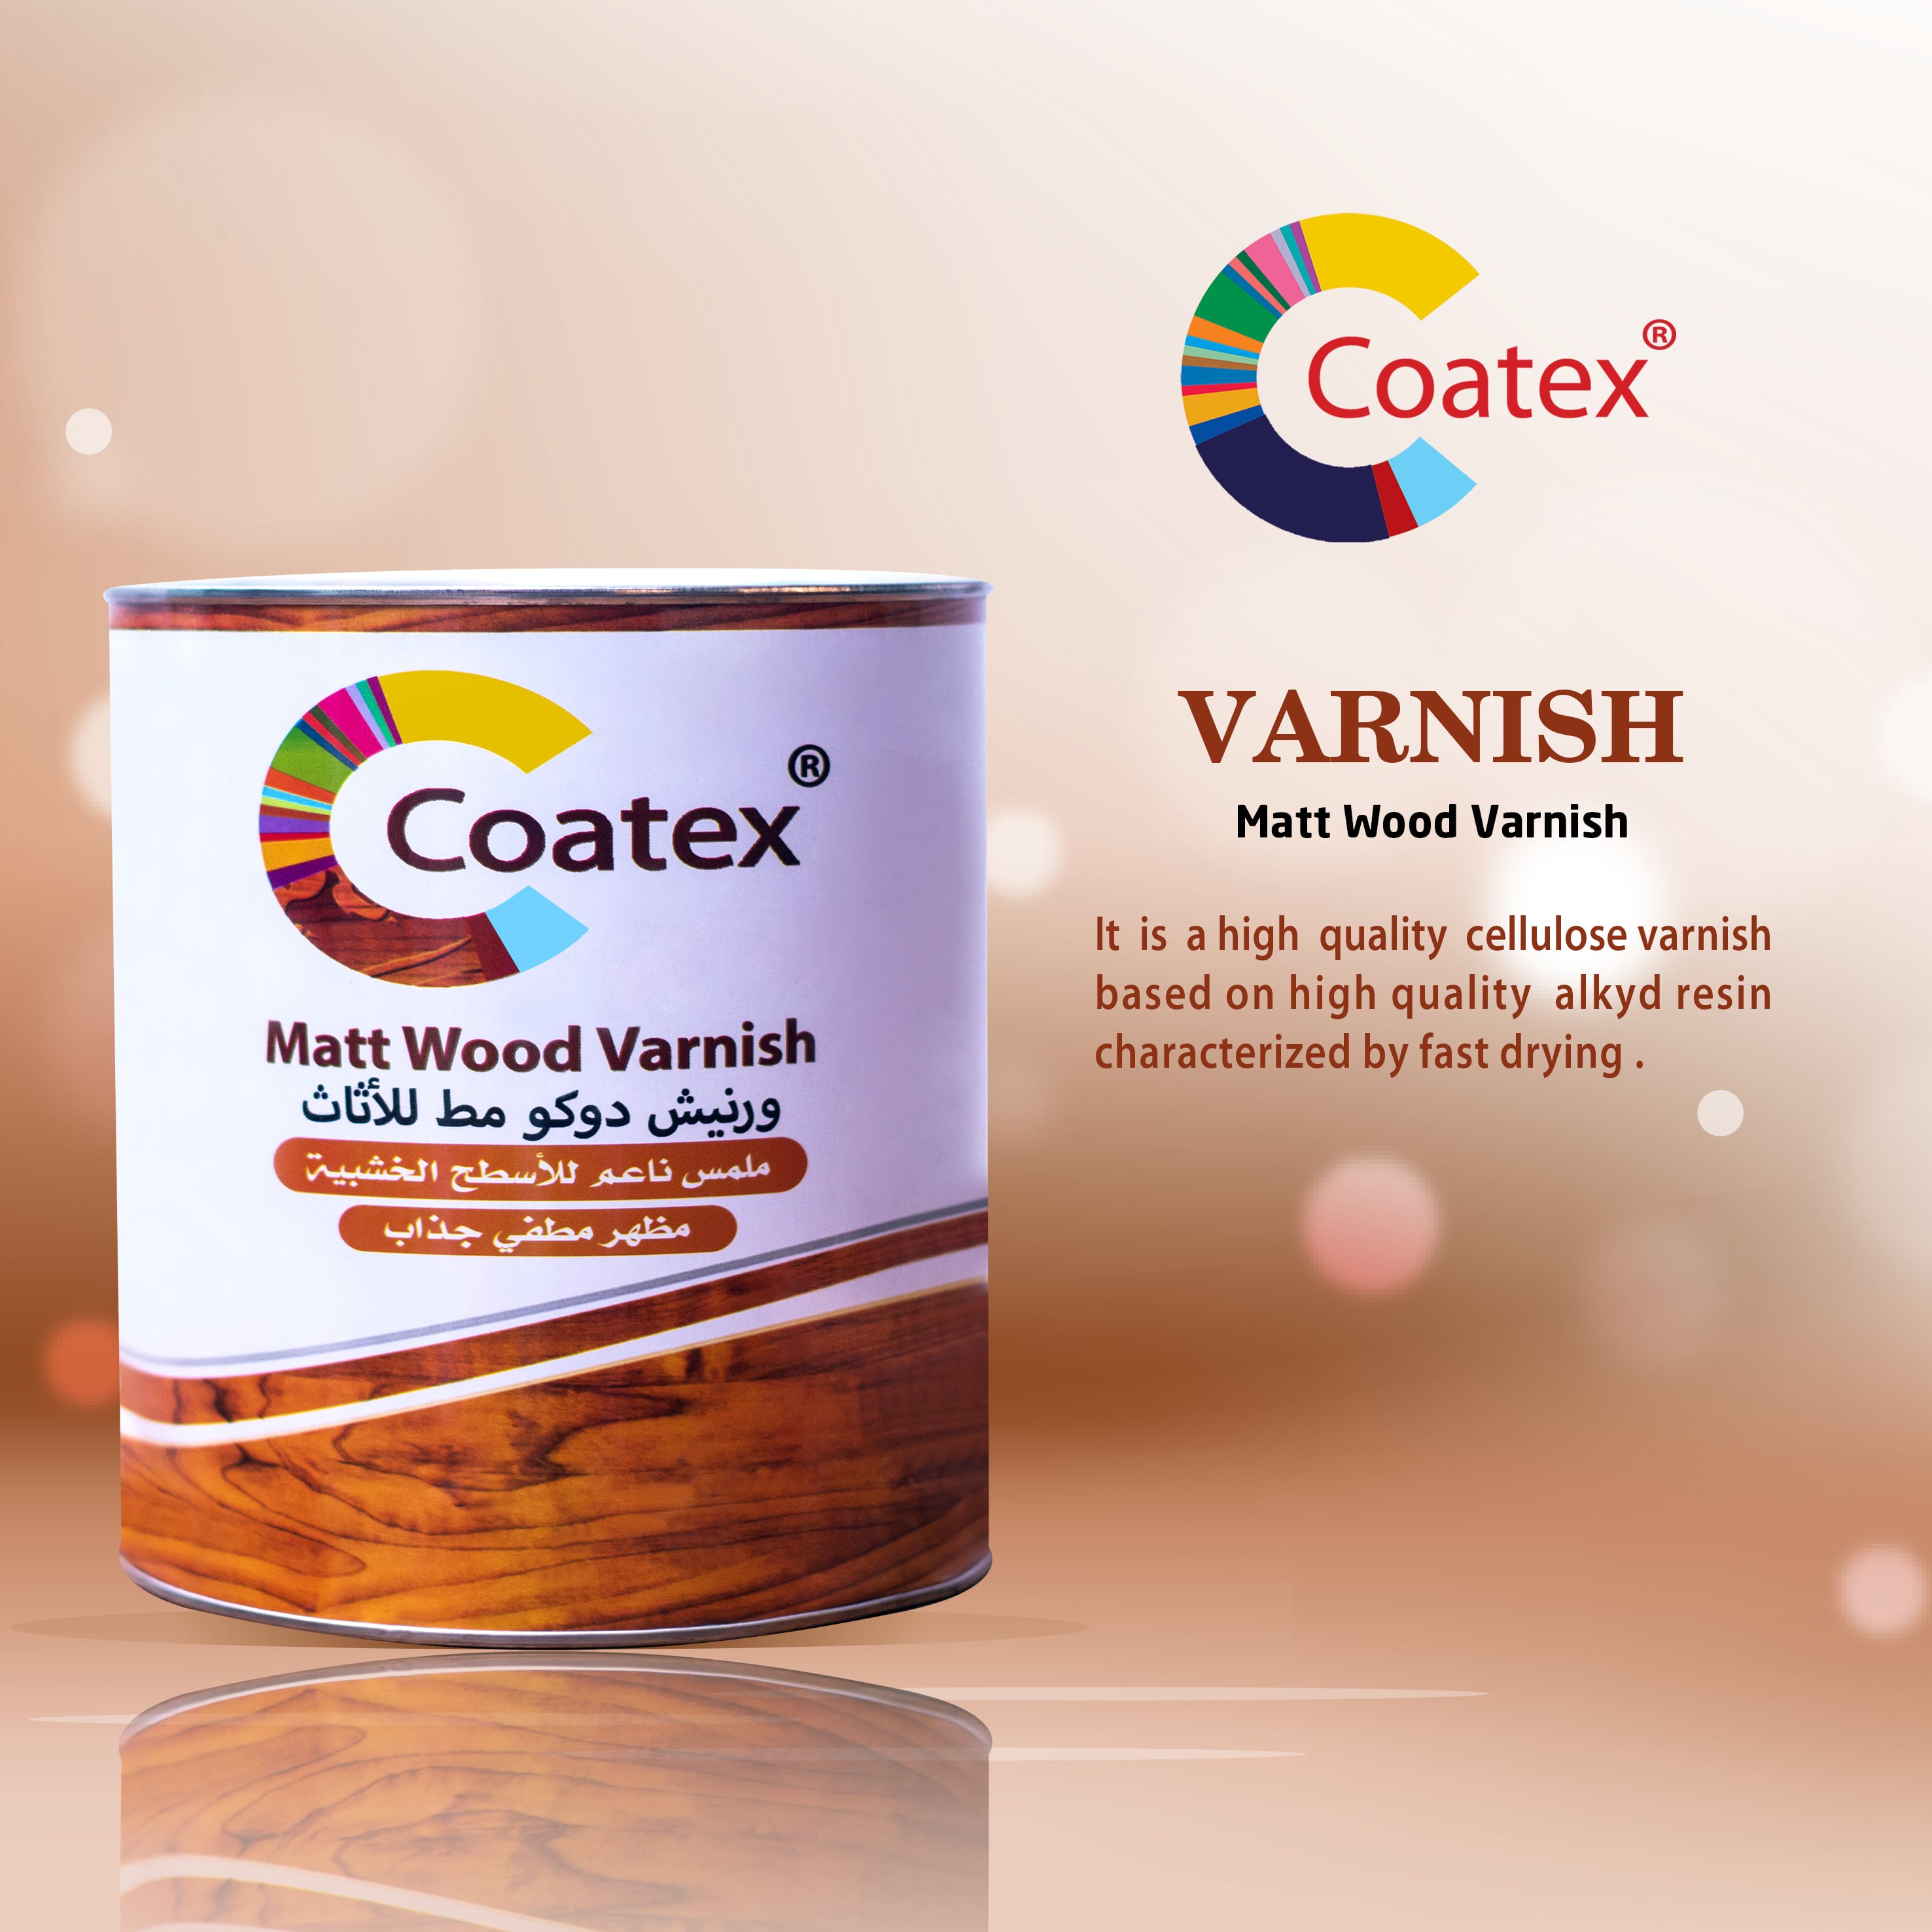 Coatex®
VARNISH
Matt Wood Varnish
It is a high quality cellulose varnish
based on high quality alkyd resin
characterized by fast drying .
Coatex®
Matt Wood Varnish
ورنيش دوكو مط للأثاث
ملمس ناعم للأسطح الخشبية
مظهر مطفي جذاب